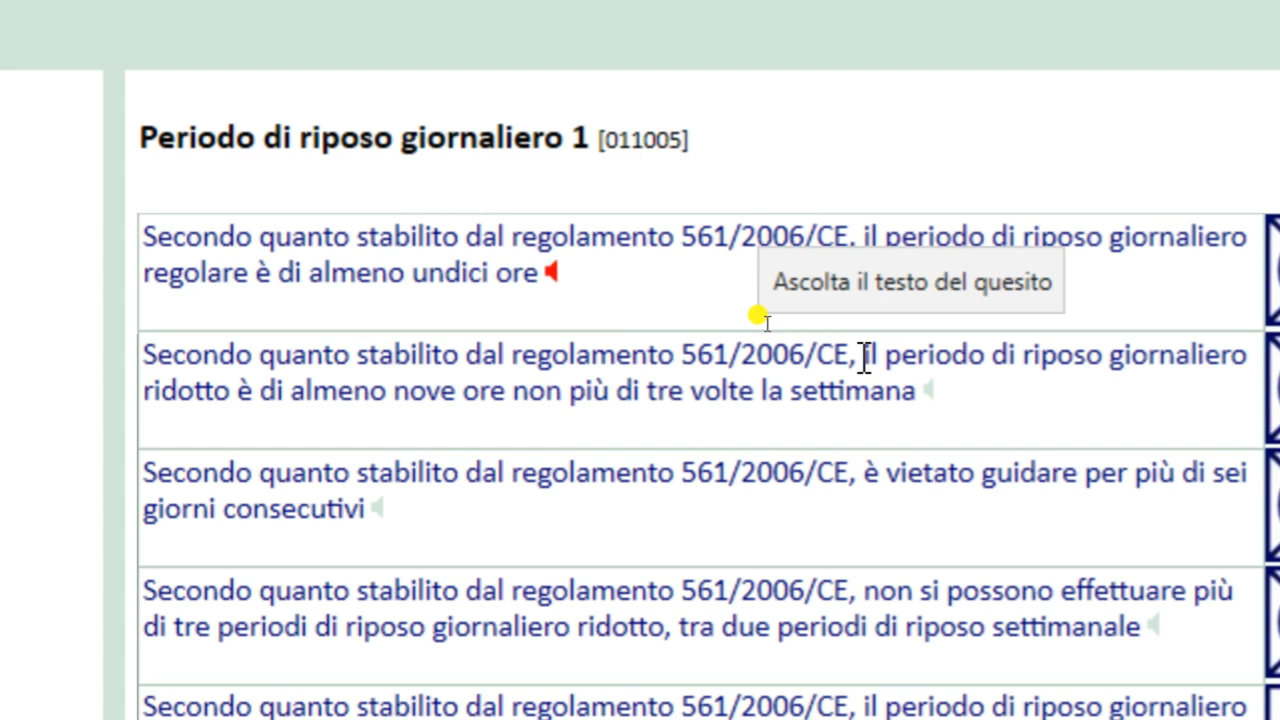 Periodo di riposo giornaliero 1 [011005]
Secondo quanto stabilito dal regolamento 561/2006/CE, il periodo di riposo giornaliero
regolare è di almeno undici ore
Ascolta il testo del quesito
Secondo quanto stabilito dal regolamento 561/2006/CE, il periodo di riposo giornaliero
ridotto è di almeno nove ore non più di tre volte la settimana
Secondo quanto stabilito dal regolamento 561/2006/CE, è vietato guidare per più di sei
giorni consecutivi
Secondo quanto stabilito dal regolamento 561/2006/CE, non si possono effettuare più
di tre periodi di riposo giornaliero ridotto, tra due periodi di riposo settimanale
Secondo quanto stabilito dal regolamento 561/2006/CE, il periodo di riposo giornaliero